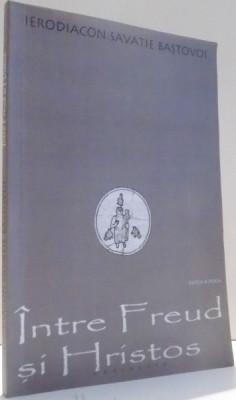 IERODIACON SAVATIE BAŞTOVOI
Între Freud
şi Hristos